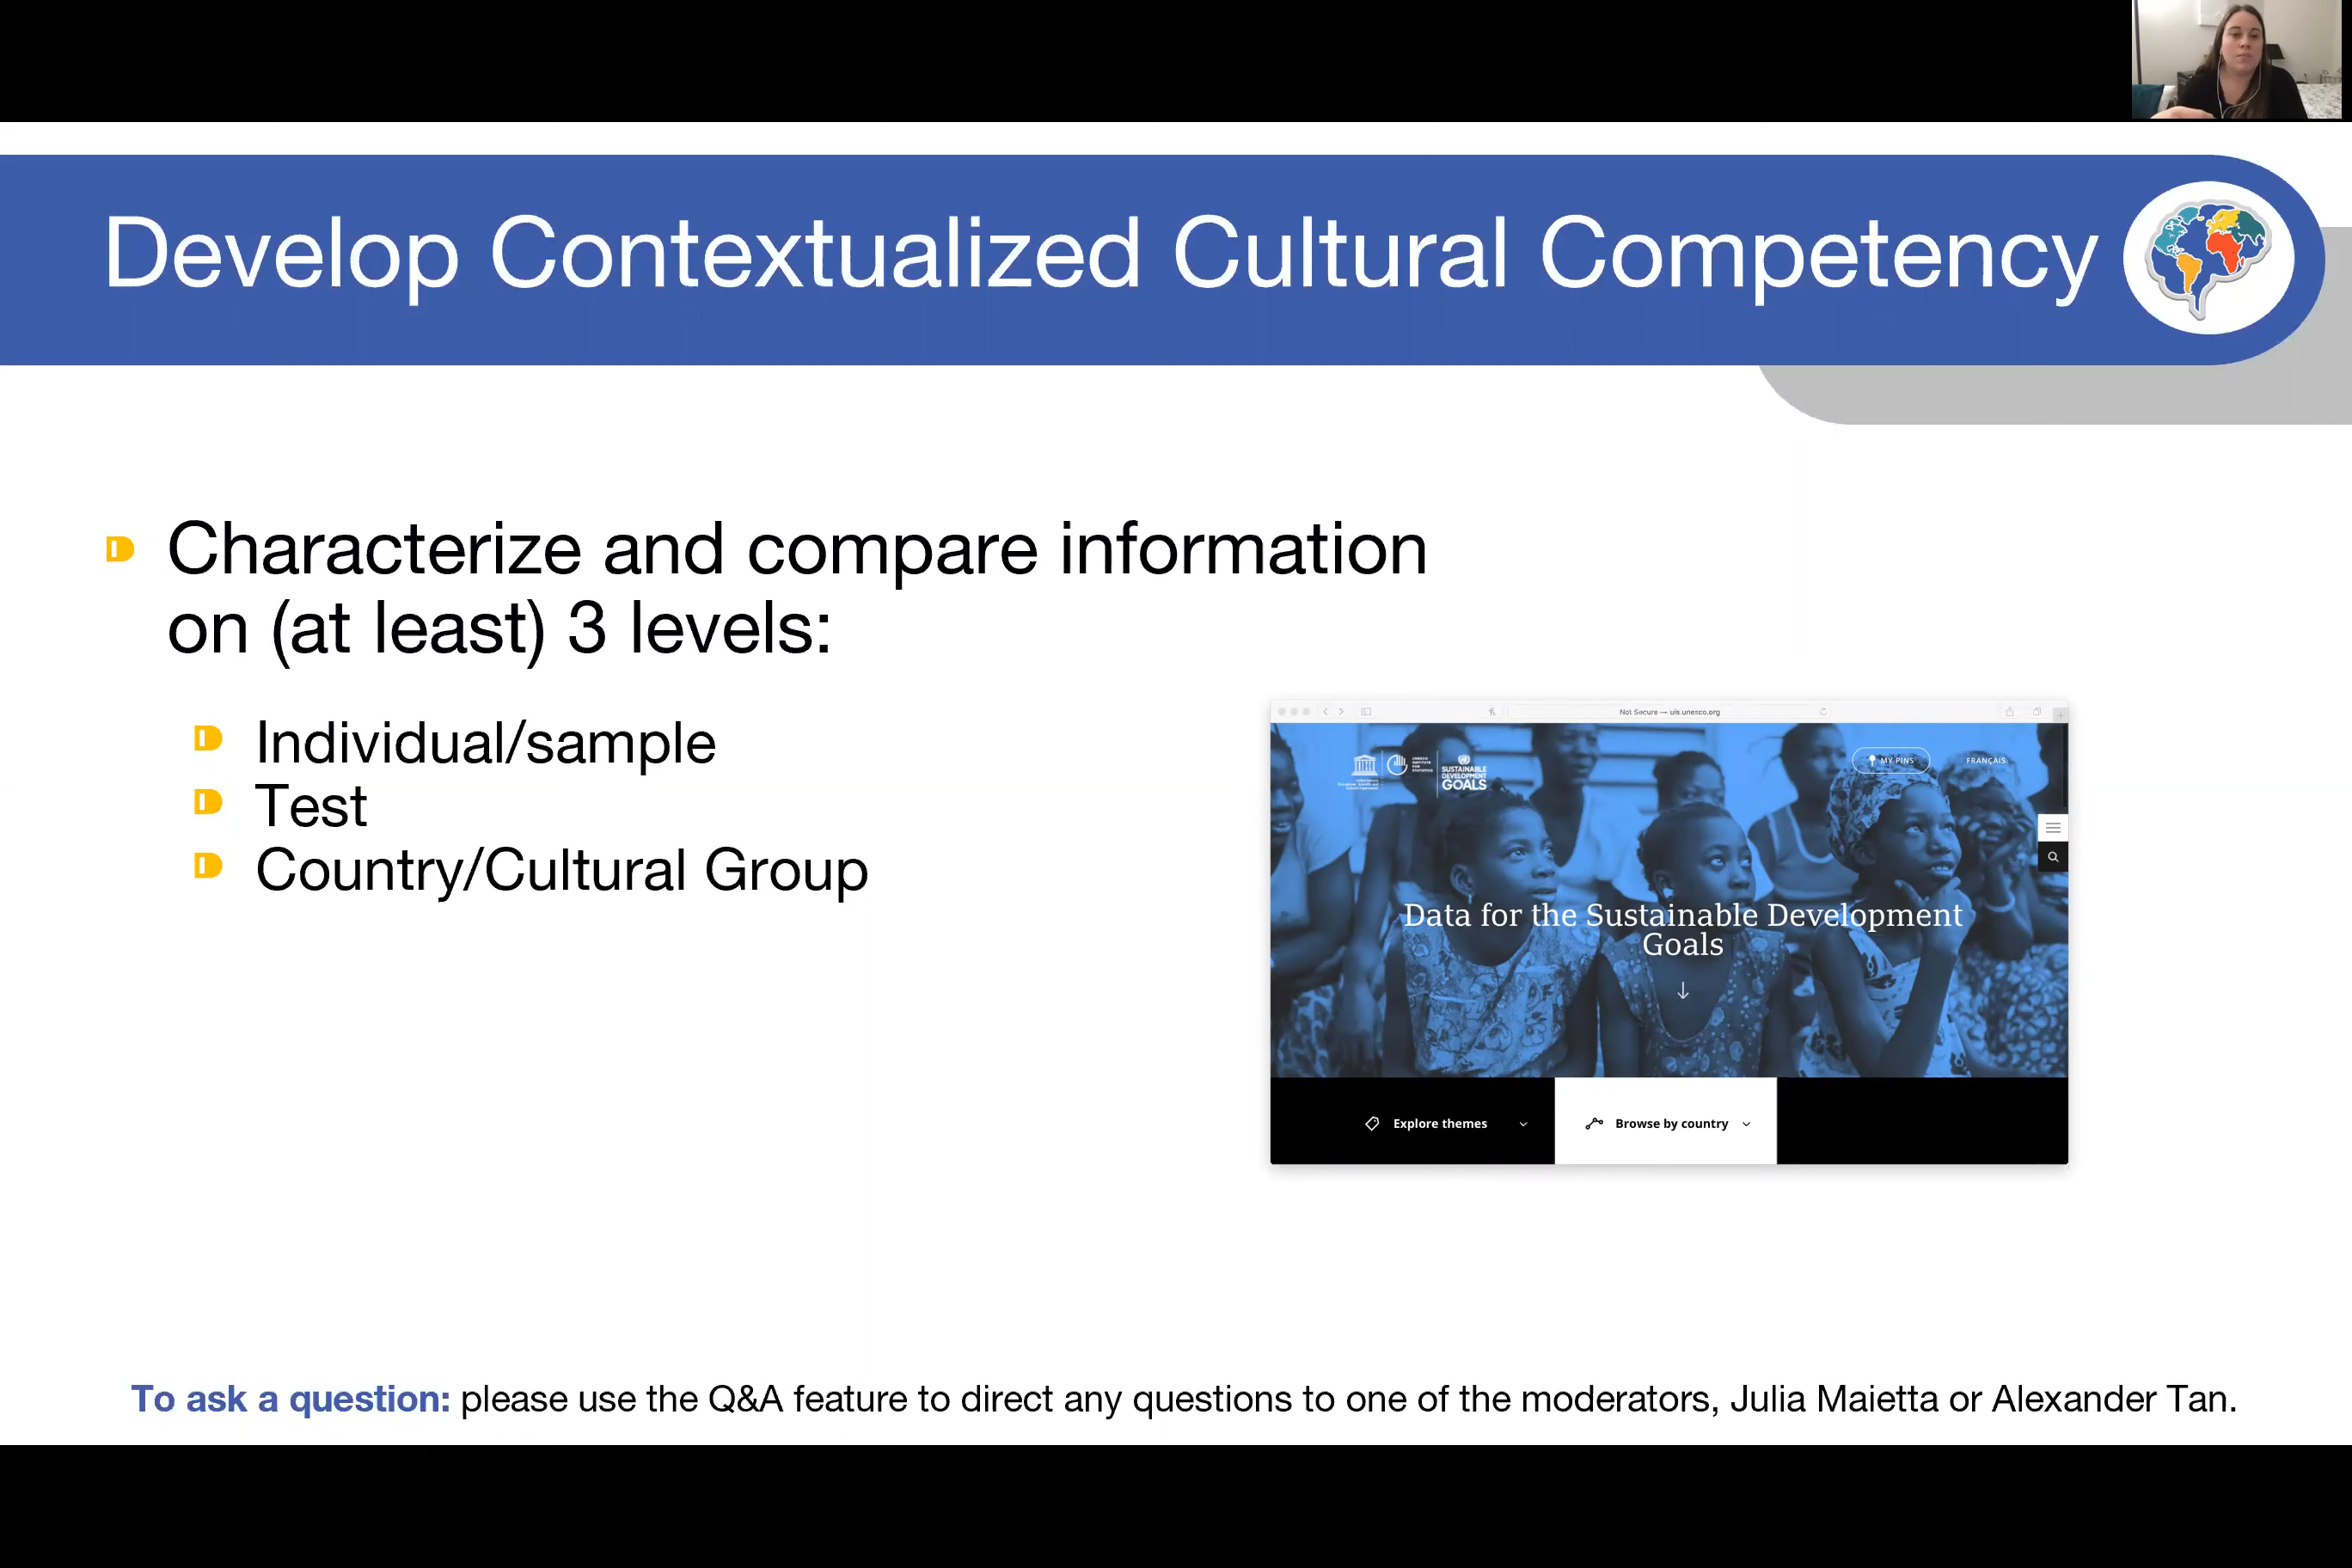 Develop Contextualized Cultural Competency
Characterize and compare information
on (at least) 3 levels:
Individual/sample
Test
Country/Cultural Group
Not Secure — uis.unesco.org
SUSTAINABLE
DEVELOPMENT
GOALS
MY PINS
FRANÇAIS
Data for the Sustainable Development
Goals
Explore themes
Browse by country
To ask a question: please use the Q&A feature to direct any questions to one of the moderators, Julia Maietta or Alexander Tan.